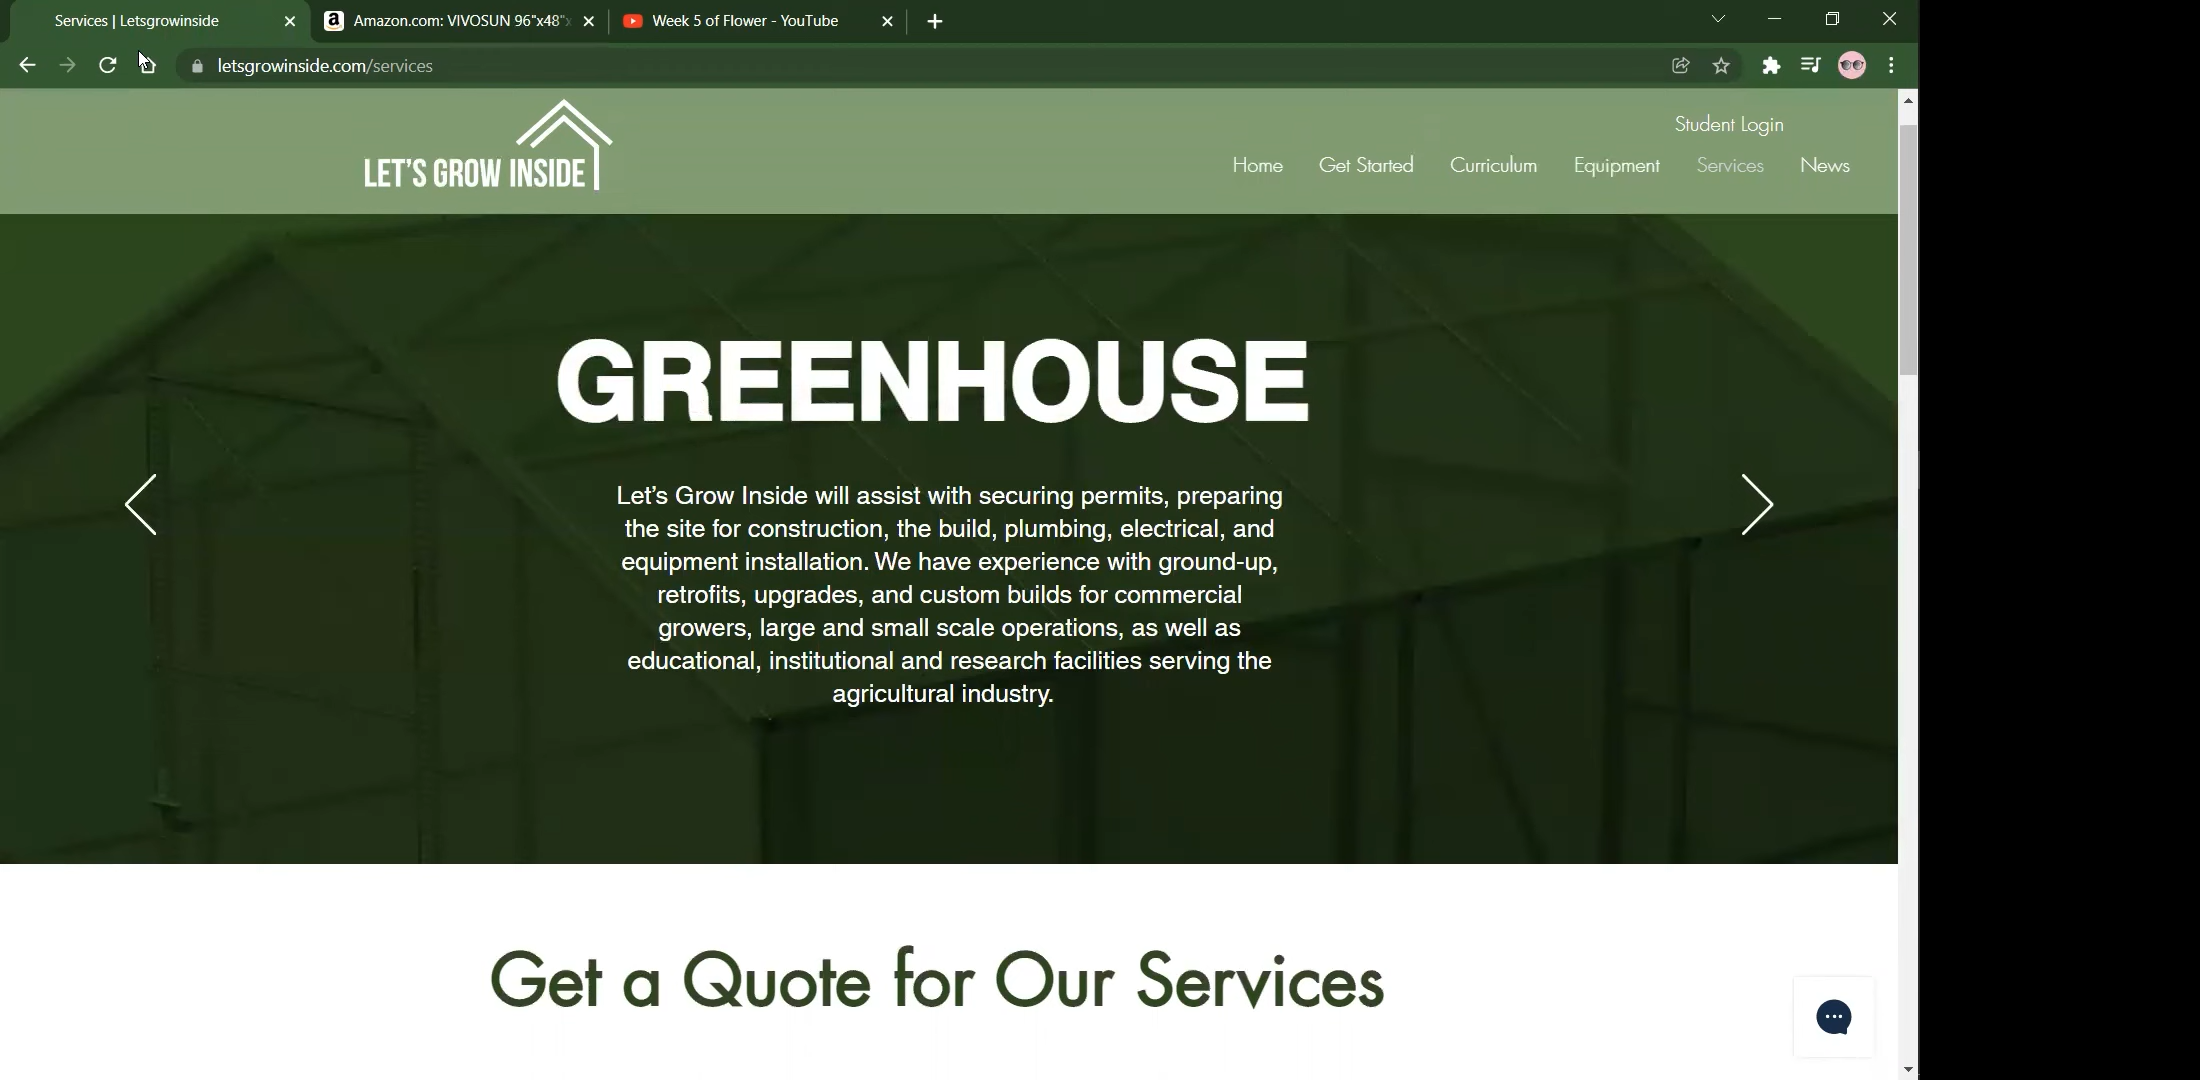 Services | Letsgrowinside
Amazon.com: VIVOSUN 96"x48"x
Week 5 of Flower - YouTube
letsgrowinside.com/services
LET'S GROW INSIDE
Student Login
Home Get Started Curriculum Equipment Services News
GREENHOUSE
Let's Grow Inside will assist with securing permits, preparing
the site for construction, the build, plumbing, electrical, and
equipment installation. We have experience with ground-up,
retrofits, upgrades, and custom builds for commercial
growers, large and small scale operations, as well as
educational, institutional and research facilities serving the
agricultural industry.
Get a Quote for Our Services